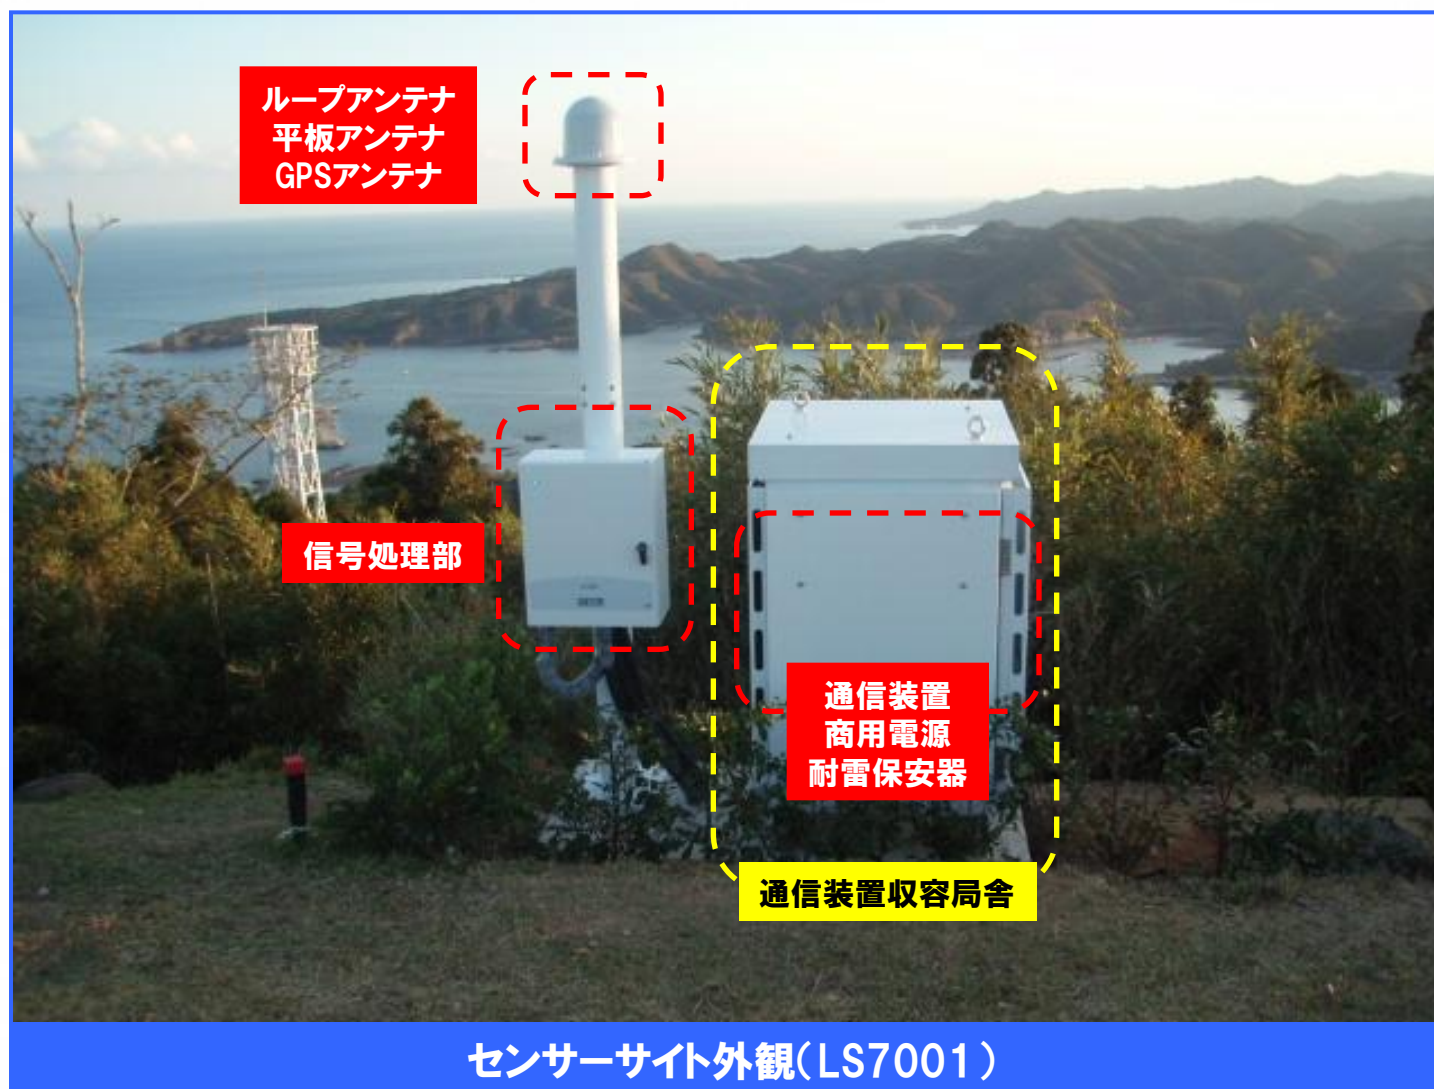 ループアンテナ
平板アンテナ
GPSアンテナ
信号処理部
通信装置
商用電源
耐雷保安器
通信装置収容局舎
センサーサイト外観(LS7001)